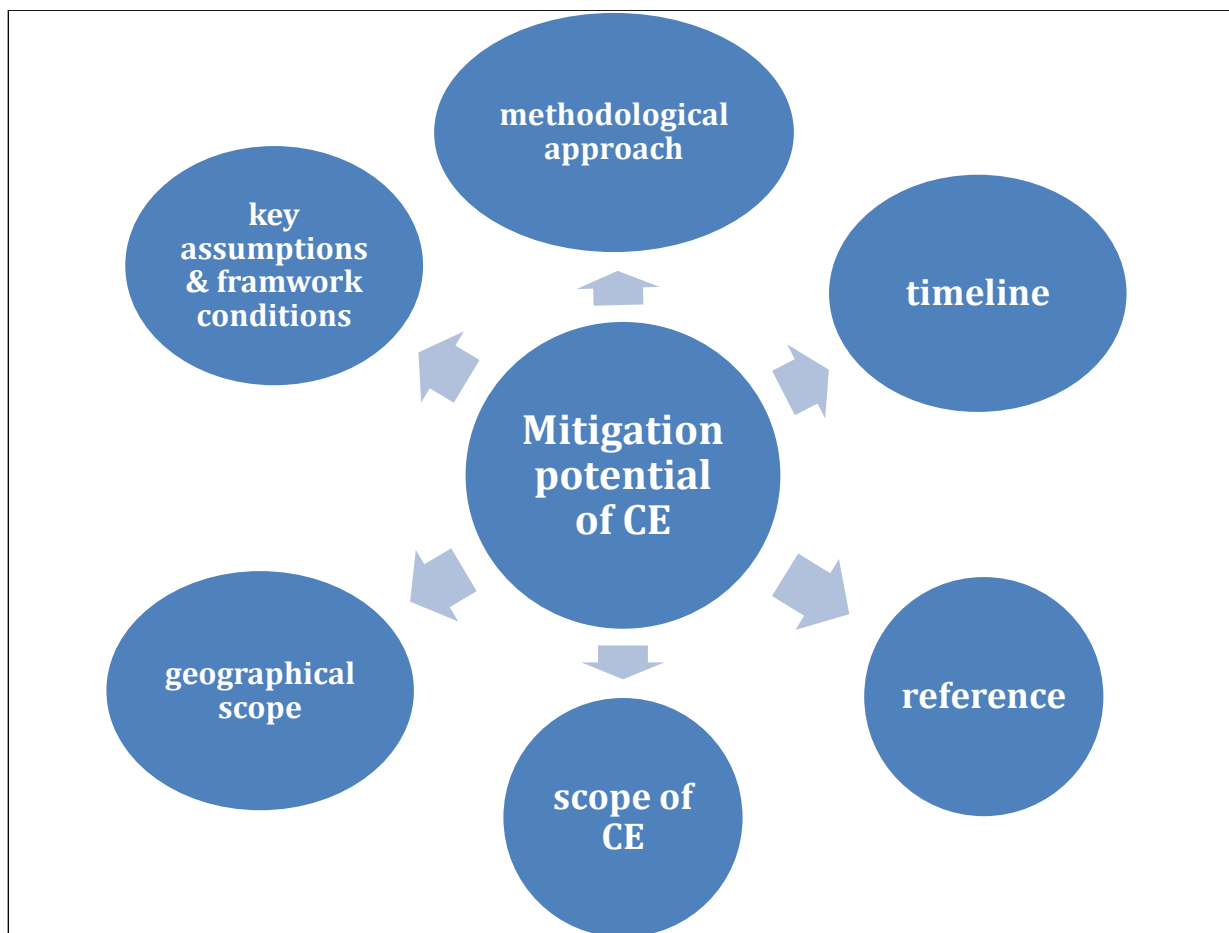 methodological
approach
key
assumptions
& framwork
conditions
timeline
Mitigation
potential
of CE
geographical
scope
reference
scope of
CE